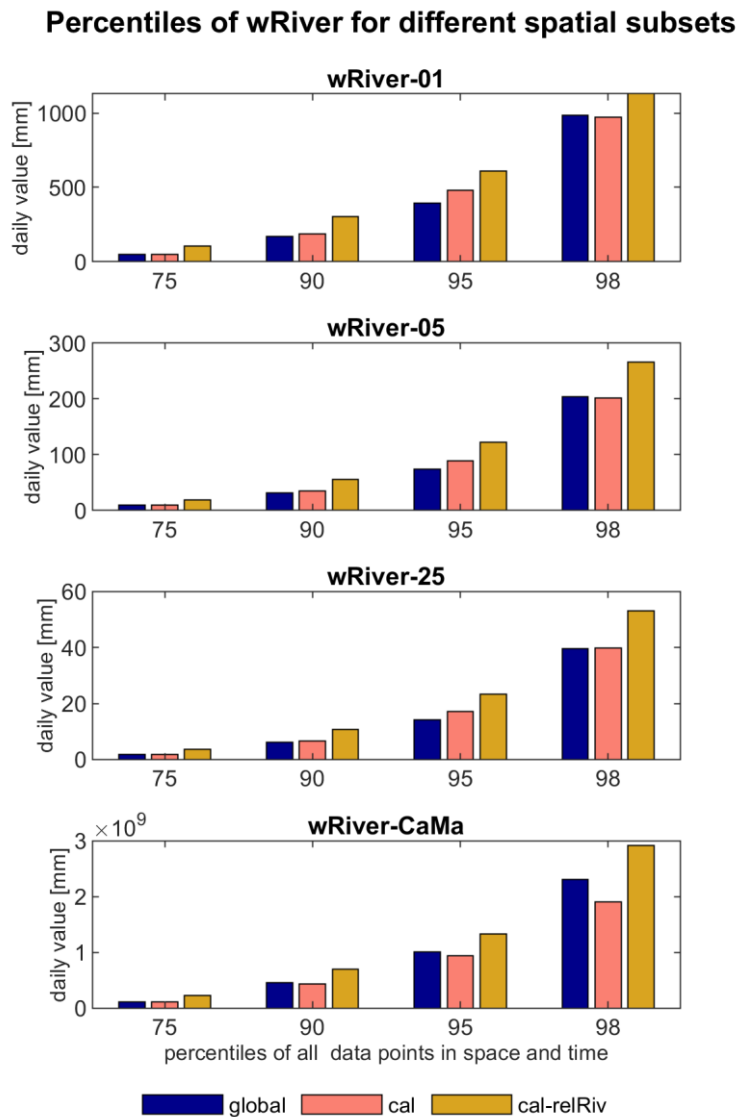 Percentiles of wRiver for different spatial subsets
wRiver-01
daily value [mm]
1000
500
0
75 90 95 98
wRiver-05
daily value [mm]
300
200
100
0
75 90 95 98
wRiver-25
daily value [mm]
60
40
20
0
75 90 95 98
×10⁹
wRiver-CaMa
daily value [mm]
3
2
1
0
75 90 95 98
percentiles of all data points in space and time
global cal cal-relRiv